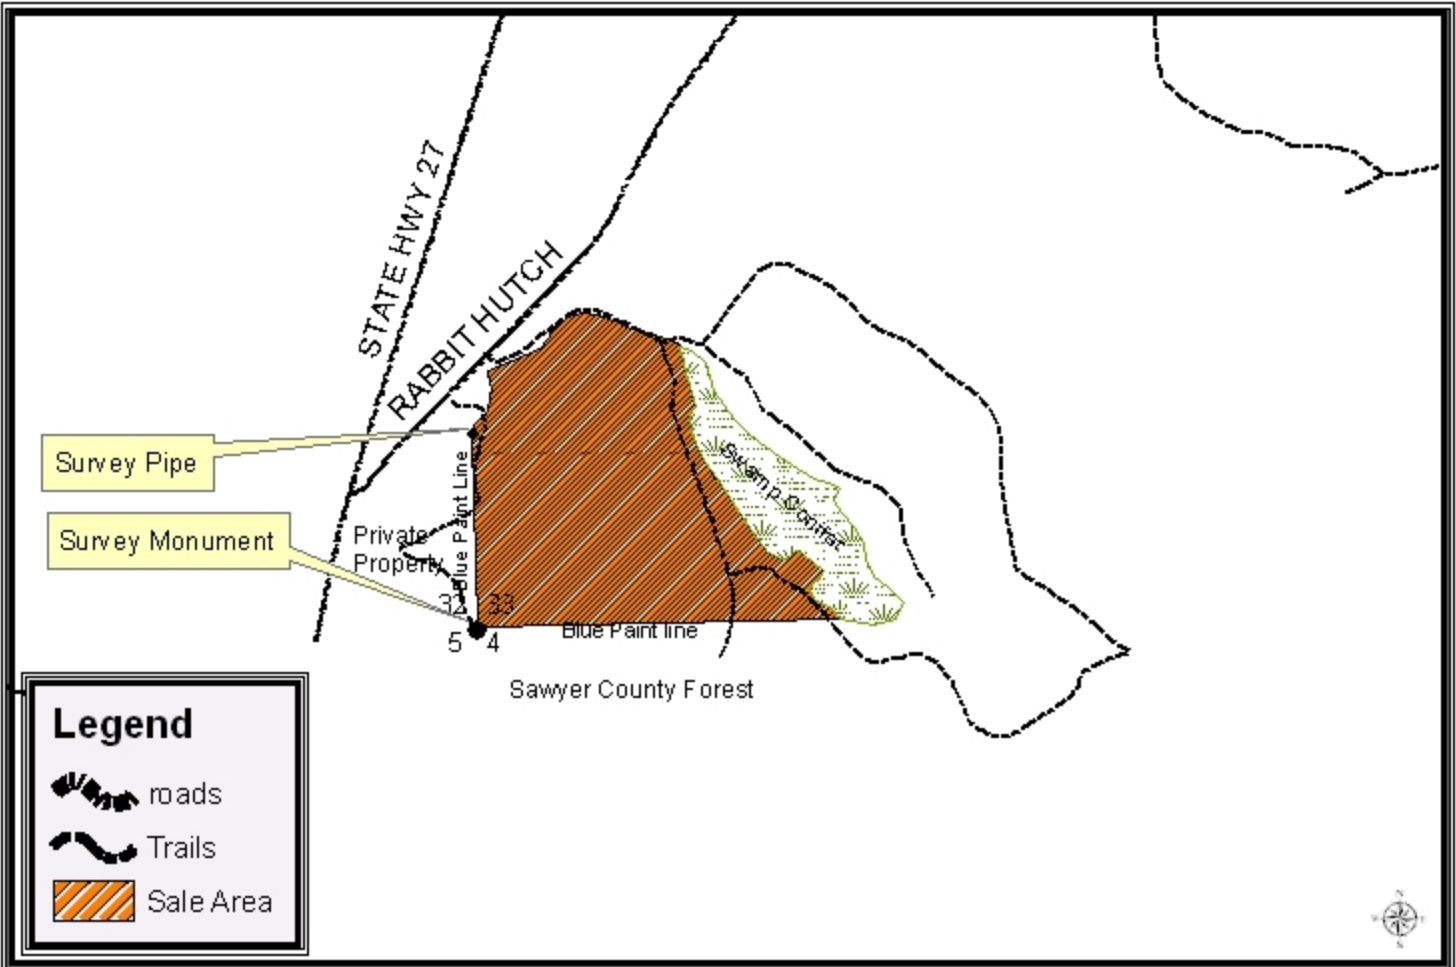 STATE HWY 27
RABBIT HUTCH
Survey Pipe
Survey Monument
Private
Property
Blue Paint Line
Swamp Conifer
32 33
5 4
Blue Paint line
Sawyer County Forest
Legend
roads
Trails
Sale Area
N
W E
S